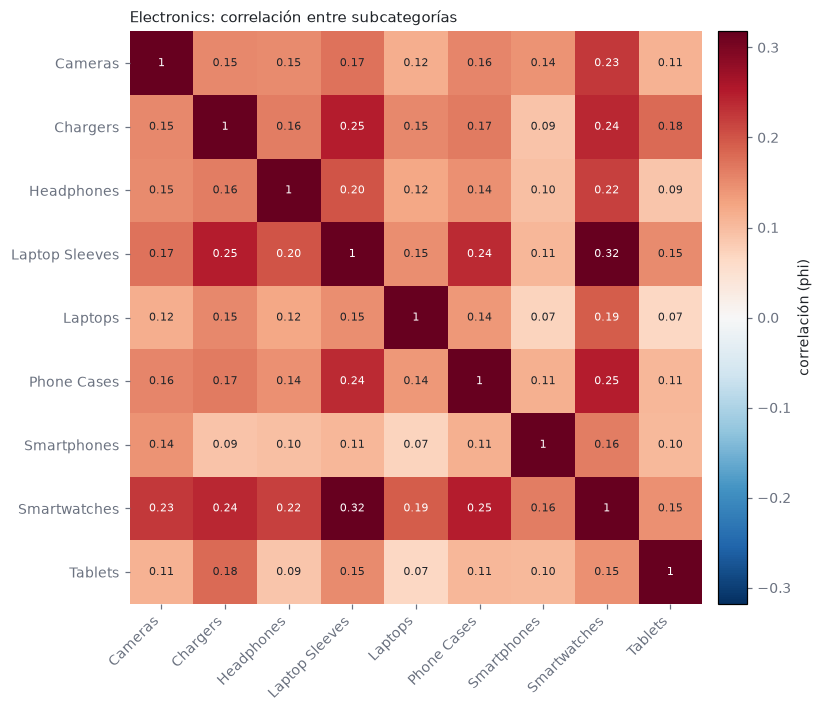 Electronics: correlación entre subcategorías
Cameras 1 0.15 0.15 0.17 0.12 0.16 0.14 0.23 0.11
Chargers 0.15 1 0.16 0.25 0.15 0.17 0.09 0.24 0.18
Headphones 0.15 0.16 1 0.20 0.12 0.14 0.10 0.22 0.09
Laptop Sleeves 0.17 0.25 0.20 1 0.15 0.24 0.11 0.32 0.15
Laptops 0.12 0.15 0.12 0.15 1 0.14 0.07 0.19 0.07
Phone Cases 0.16 0.17 0.14 0.24 0.14 1 0.11 0.25 0.11
Smartphones 0.14 0.09 0.10 0.11 0.07 0.11 1 0.16 0.10
Smartwatches 0.23 0.24 0.22 0.32 0.19 0.25 0.16 1 0.15
Tablets 0.11 0.18 0.09 0.15 0.07 0.11 0.10 0.15 1
Cameras Chargers Headphones Laptop Sleeves Laptops Phone Cases Smartphones Smartwatches Tablets
0.3
0.2
0.1
0.0
−0.1
−0.2
−0.3
correlación (phi)